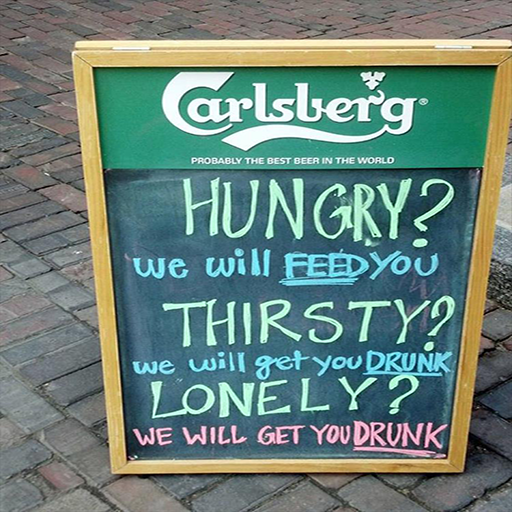 Carlsberg®
PROBABLY THE BEST BEER IN THE WORLD
HUNGRY?
we will FEED YOU
THIRSTY?
we will get you DRUNK
LONELY?
WE WILL GET YOU DRUNK